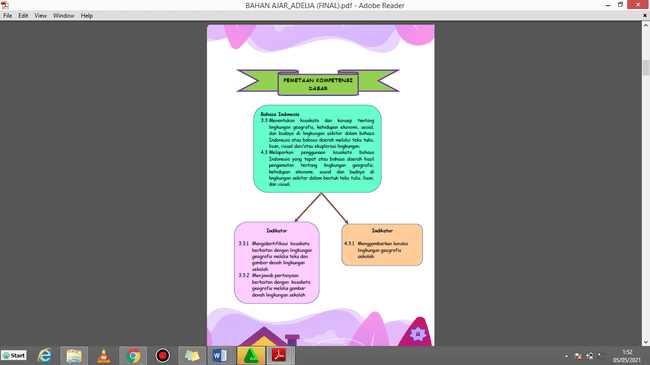 BAHAN AJAR_ADELIA (FINAL).pdf - Adobe Reader
File Edit View Window Help
PEMETAAN KOMPETENSI
DASAR
Bahasa Indonesia
3.3 Menentukan kosakata dan konsep tentang
lingkungan geografis, kehidupan ekonomi, sosial,
dan budaya di lingkungan sekitar dalam bahasa
Indonesia atau bahasa daerah melalui teks tulis,
lisan, visual dan/atau eksplorasi lingkungan.
4.3 Melaporkan penggunaan kosakata bahasa
Indonesia yang tepat atau bahasa daerah hasil
pengamatan tentang lingkungan geografis,
kehidupan ekonomi, sosial dan budaya di
lingkungan sekitar dalam bentuk teks tulis, lisan,
dan visual.
Indikator
3.3.1 Mengidentifikasi kosakata
berkaitan dengan lingkungan
geografis melalui teks dan
gambar denah lingkungan
sekolah
3.3.2 Menjawab pertanyaan
berkaitan dengan kosakata
geografis melalui gambar
denah lingkungan sekolah
Indikator
4.3.1 Menggambarkan kondisi
lingkungan geografis
sekolah.
Start
1:52
05/05/2021